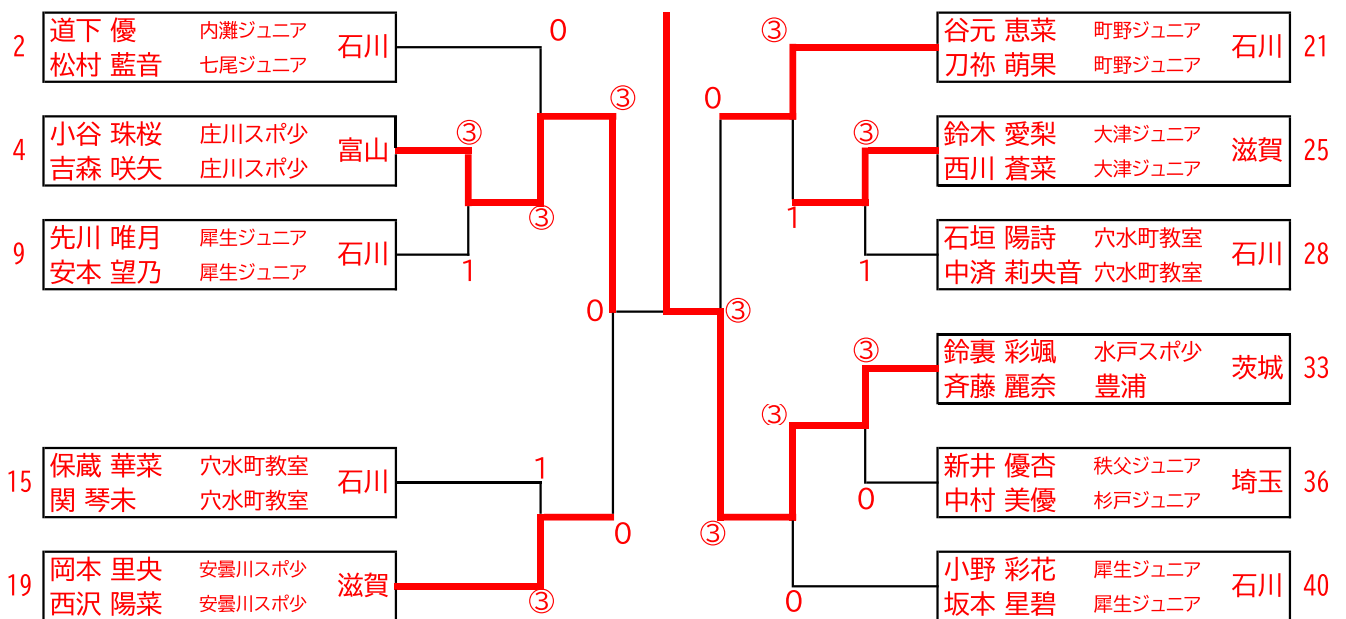 2 道下 優 内灘ジュニア 石川
松村 藍音 七尾ジュニア
4 小谷 珠桜 庄川スポ少 富山
吉森 咲矢 庄川スポ少
9 先川 唯月 犀生ジュニア 石川
安本 望乃 犀生ジュニア
15 保蔵 華菜 穴水町教室 石川
関 琴未 穴水町教室
19 岡本 里央 安曇川スポ少 滋賀
西沢 陽菜 安曇川スポ少
0
③
③
③
1
0
1
0
③
③
0
③
1
1
③
③
③
0
③
0
谷元 恵菜 町野ジュニア 石川 21
刀祢 萌果 町野ジュニア
鈴木 愛梨 大津ジュニア 滋賀 25
西川 蒼菜 大津ジュニア
石垣 陽詩 穴水町教室 石川 28
中済 莉央音 穴水町教室
鈴裏 彩颯 水戸スポ少 茨城 33
斉藤 麗奈 豊浦
新井 優杏 秩父ジュニア 埼玉 36
中村 美優 杉戸ジュニア
小野 彩花 犀生ジュニア 石川 40
坂本 星碧 犀生ジュニア